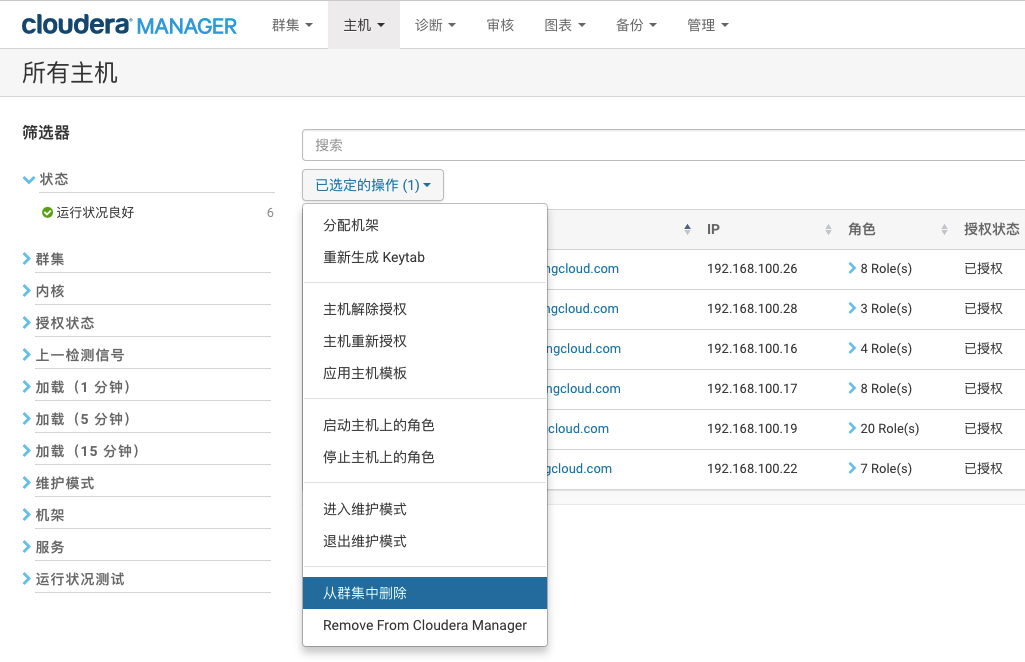 cloudera MANAGER 群集 主机 诊断 审核 图表 备份 管理
所有主机
筛选器
状态
运行状况良好 6
群集
内核
授权状态
上一检测信号
加载（1 分钟）
加载（5 分钟）
加载（15 分钟）
维护模式
机架
服务
运行状况测试
搜索
已选定的操作 (1)
分配机架
重新生成 Keytab
主机解除授权
主机重新授权
应用主机模板
启动主机上的角色
停止主机上的角色
进入维护模式
退出维护模式
从群集中删除
Remove From Cloudera Manager
IP 角色 授权状态
ngcloud.com 192.168.100.26 8 Role(s) 已授权
ngcloud.com 192.168.100.28 3 Role(s) 已授权
ngcloud.com 192.168.100.16 4 Role(s) 已授权
ngcloud.com 192.168.100.17 8 Role(s) 已授权
cloud.com 192.168.100.19 20 Role(s) 已授权
gcloud.com 192.168.100.22 7 Role(s) 已授权